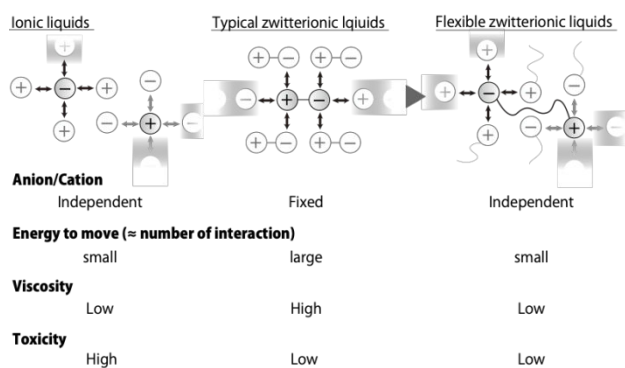 Ionic liquids Typical zwitterionic lqiuids Flexible zwitterionic liquids
Anion/Cation
Independent Fixed Independent
Energy to move (≈ number of interaction)
small large small
Viscosity
Low High Low
Toxicity
High Low Low